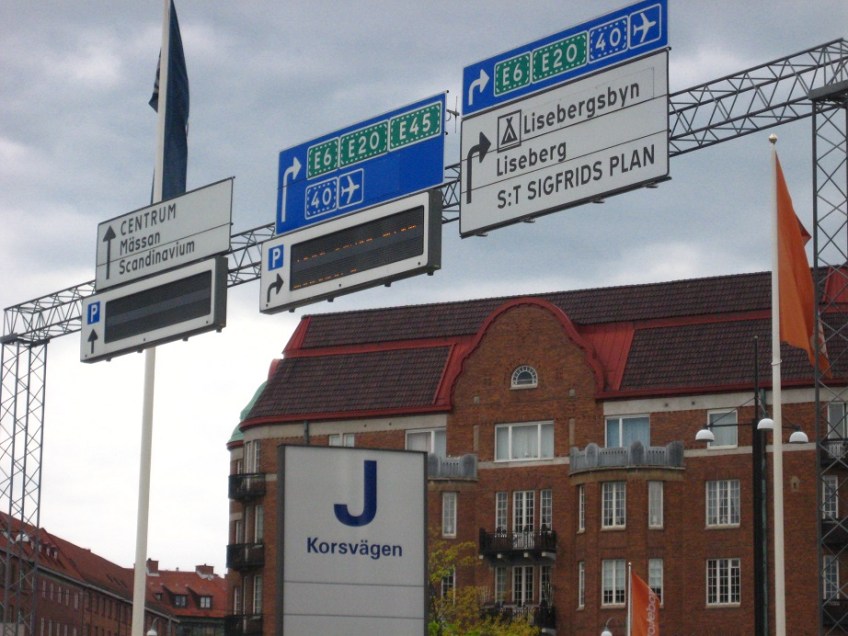 CENTRUM
Mässan
Scandinavium
P
E6 E20 E45
40
P
E6 E20 40
Lisebergsbyn
Liseberg
S:T SIGFRIDS PLAN
J
Korsvägen